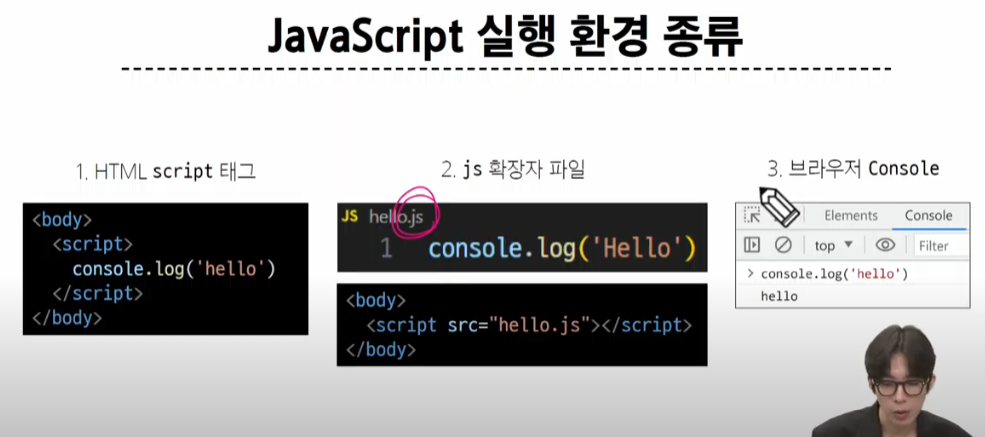 JavaScript 실행 환경 종류
1. HTML script 태그
<body>
<script>
console.log('hello')
</script>
</body>
2. js 확장자 파일
JS hello.js
1 console.log('Hello')
<body>
<script src="hello.js"></script>
</body>
3. 브라우저 Console
Elements Console
top Filter
> console.log('hello')
hello